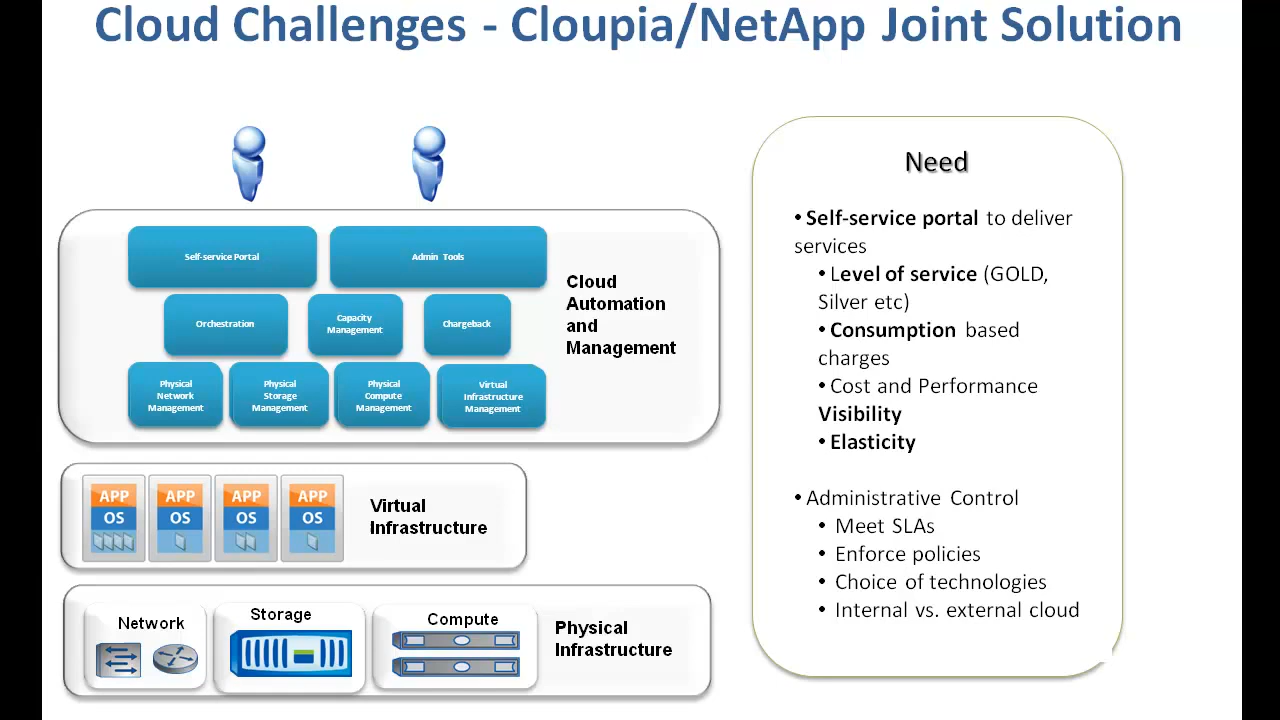 Cloud Challenges - Cloupia/NetApp Joint Solution
Self-service Portal
Admin Tools
Orchestration
Capacity
Management
Chargeback
Physical
Network
Management
Physical
Storage
Management
Physical
Compute
Management
Virtual
Infrastructure
Management
Cloud
Automation
and
Management
APP
OS
APP
OS
APP
OS
APP
OS
Virtual
Infrastructure
Network
Storage
Compute
Physical
Infrastructure
Need
• Self-service portal to deliver
services
• Level of service (GOLD,
Silver etc)
• Consumption based
charges
• Cost and Performance
Visibility
• Elasticity
• Administrative Control
• Meet SLAs
• Enforce policies
• Choice of technologies
• Internal vs. external cloud